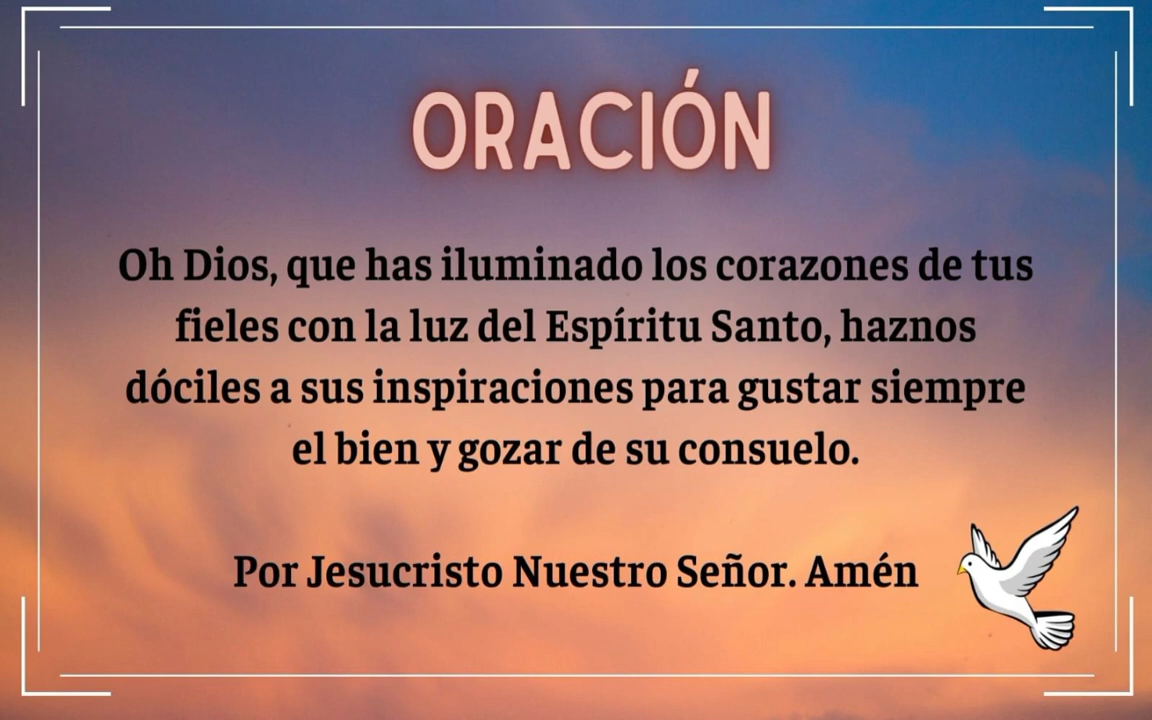 ORACIÓN
Oh Dios, que has iluminado los corazones de tus
fieles con la luz del Espíritu Santo, haznos
dóciles a sus inspiraciones para gustar siempre
el bien y gozar de su consuelo.
Por Jesucristo Nuestro Señor. Amén